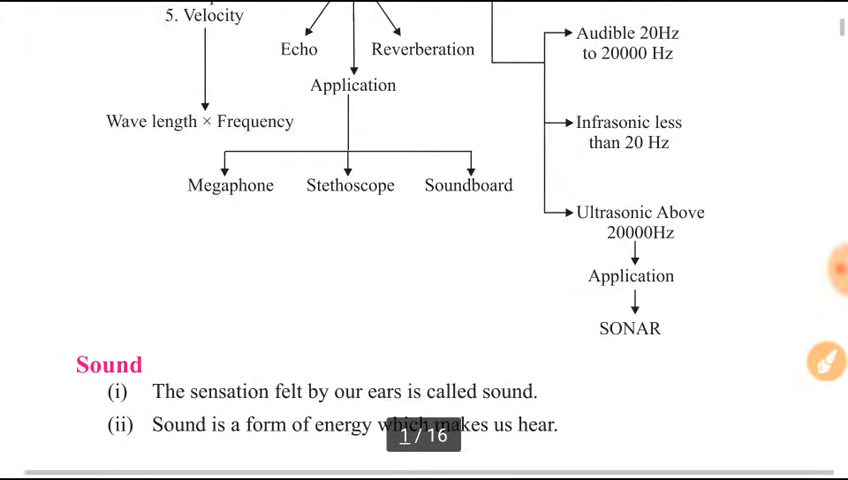 5. Velocity
Echo
Reverberation
Audible 20Hz
to 20000 Hz
Application
Wave length × Frequency
Infrasonic less
than 20 Hz
Megaphone
Stethoscope
Soundboard
Ultrasonic Above
20000Hz
Application
SONAR
Sound
(i) The sensation felt by our ears is called sound.
(ii) Sound is a form of energy which makes us hear.
1 / 16